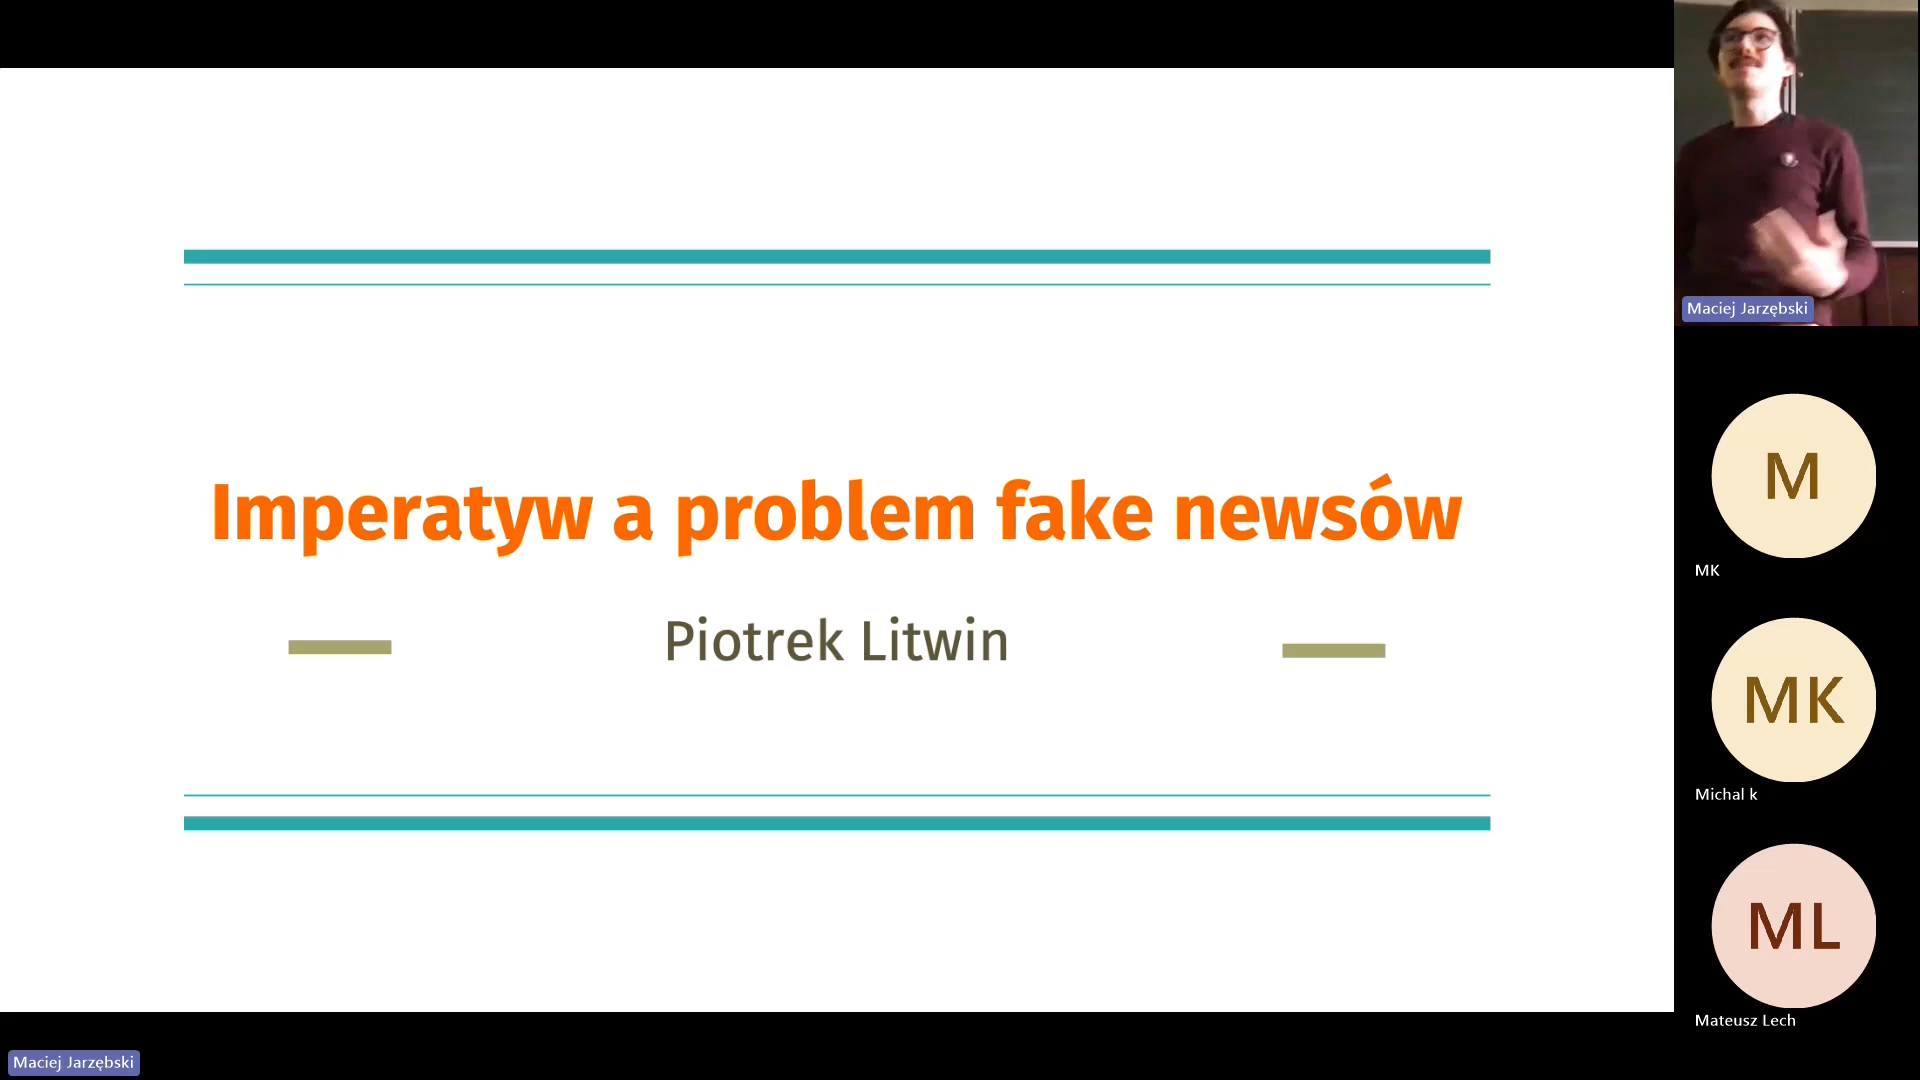 Imperatyw a problem fake newsów
Piotrek Litwin
Maciej Jarzębski
M
MK
MK
Michal k
ML
Mateusz Lech
Maciej Jarzębski